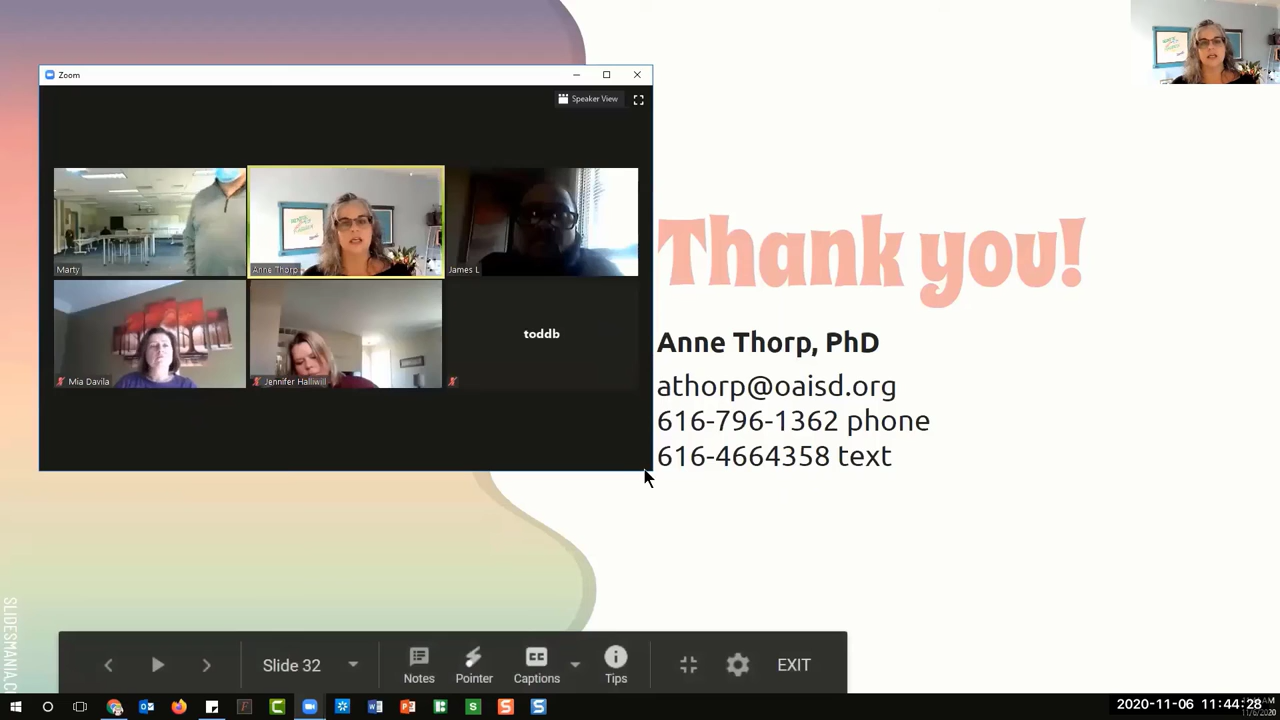 Zoom
Speaker View
Marty
Anne Thorp
James L
Mia Davila
Jennifer Halliwill
toddb
Thank you!
Anne Thorp, PhD
athorp@oaisd.org
616-796-1362 phone
616-4664358 text
SLIDESMANIA.C
Slide 32
Notes
Pointer
Captions
Tips
EXIT
2020-11-06 11:44:28